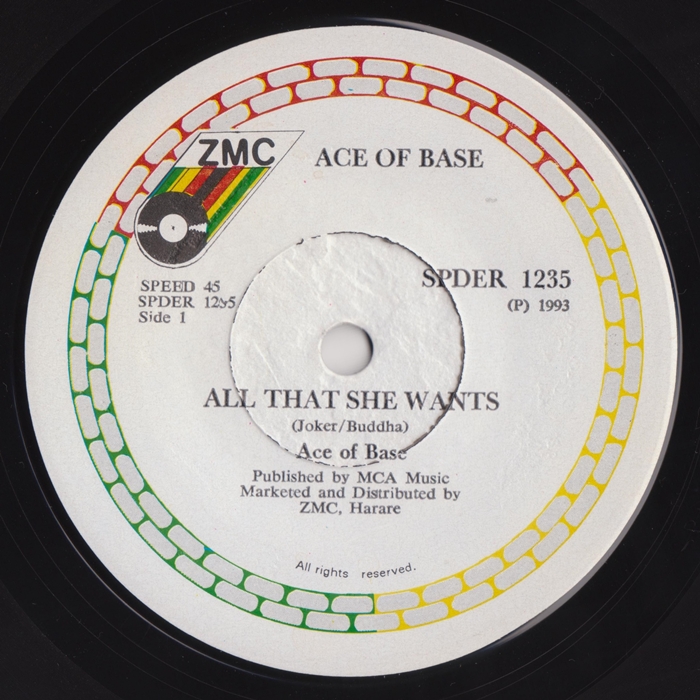 ZMC
ACE OF BASE
SPEED 45
SPDER 1235
Side 1
SPDER 1235
(P) 1993
ALL THAT SHE WANTS
(Joker/Buddha)
Ace of Base
Published by MCA Music
Marketed and Distributed by
ZMC, Harare
All rights reserved.